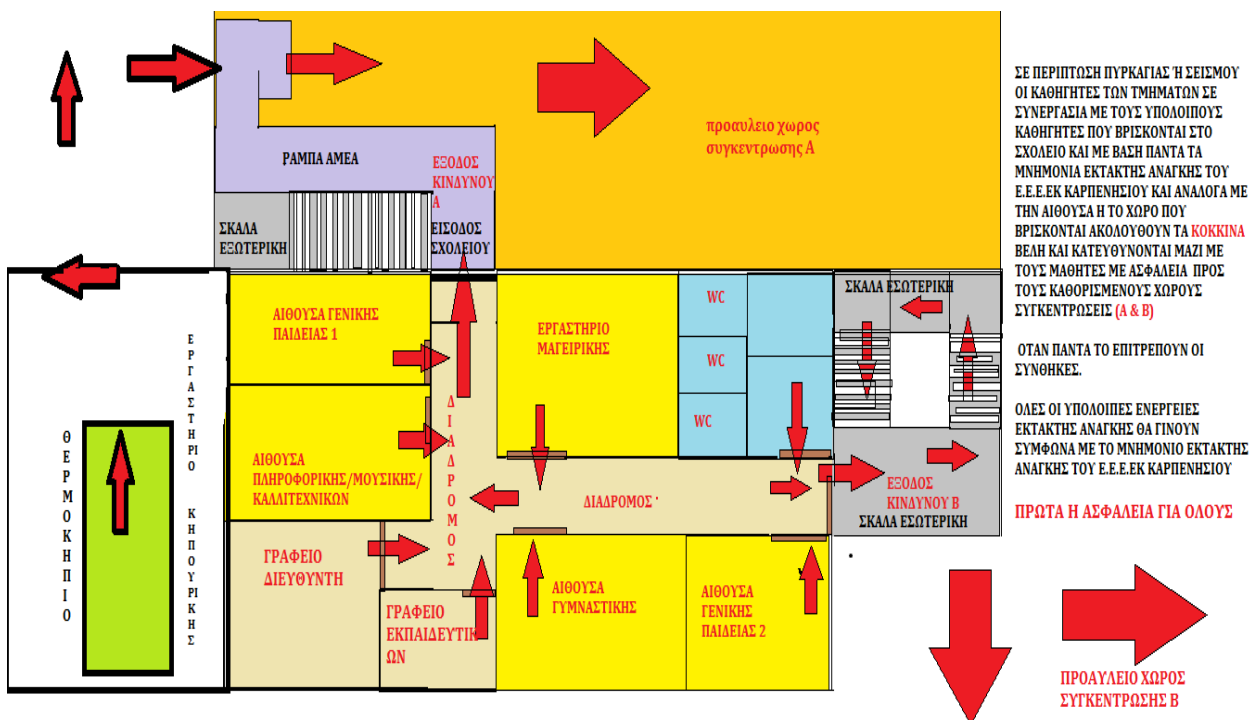 ΡΑΜΠΑ ΑΜΕΑ
ΕΞΟΔΟΣ
ΚΙΝΔΥΝΟΥ
Α
ΣΚΑΛΑ
ΕΞΩΤΕΡΙΚΗ
ΕΙΣΟΔΟΣ
ΣΧΟΛΕΙΟΥ
προαυλειο χωρος
συγκεντρωσης Α
ΣΕ ΠΕΡΙΠΤΩΣΗ ΠΥΡΚΑΓΙΑΣ Ή ΣΕΙΣΜΟΥ
ΟΙ ΚΑΘΗΓΗΤΕΣ ΤΩΝ ΤΜΗΜΑΤΩΝ ΣΕ
ΣΥΝΕΡΓΑΣΙΑ ΜΕ ΤΟΥΣ ΥΠΟΛΟΙΠΟΥΣ
ΚΑΘΗΓΗΤΕΣ ΠΟΥ ΒΡΙΣΚΟΝΤΑΙ ΣΤΟ
ΣΧΟΛΕΙΟ ΚΑΙ ΜΕ ΒΑΣΗ ΠΑΝΤΑ ΤΑ
ΜΝΗΜΟΝΙΑ ΕΚΤΑΚΤΗΣ ΑΝΑΓΚΗΣ ΤΟΥ
Ε.Ε.Ε.ΕΚ ΚΑΡΠΕΝΗΣΙΟΥ ΚΑΙ ΑΝΑΛΟΓΑ ΜΕ
ΤΗΝ ΑΙΘΟΥΣΑ Η ΤΟ ΧΩΡΟ ΠΟΥ
ΒΡΙΣΚΟΝΤΑΙ ΑΚΟΛΟΥΘΟΥΝ ΤΑ ΚΟΚΚΙΝΑ
ΒΕΛΗ ΚΑΙ ΚΑΤΕΥΘΥΝΟΝΤΑΙ ΜΑΖΙ ΜΕ
ΤΟΥΣ ΜΑΘΗΤΕΣ ΜΕ ΑΣΦΑΛΕΙΑ ΠΡΟΣ
ΤΟΥΣ ΚΑΘΟΡΙΣΜΕΝΟΥΣ ΧΩΡΟΥΣ
ΣΥΓΚΕΝΤΡΩΣΕΙΣ (Α & Β)
ΟΤΑΝ ΠΑΝΤΑ ΤΟ ΕΠΙΤΡΕΠΟΥΝ ΟΙ
ΣΥΝΘΗΚΕΣ.
ΟΛΕΣ ΟΙ ΥΠΟΛΟΙΠΕΣ ΕΝΕΡΓΕΙΕΣ
ΕΚΤΑΚΤΗΣ ΑΝΑΓΚΗΣ ΘΑ ΓΙΝΟΥΝ
ΣΥΜΦΩΝΑ ΜΕ ΤΟ ΜΝΗΜΟΝΙΟ ΕΚΤΑΚΤΗΣ
ΑΝΑΓΚΗΣ ΤΟΥ Ε.Ε.Ε.ΕΚ ΚΑΡΠΕΝΗΣΙΟΥ
ΠΡΩΤΑ Η ΑΣΦΑΛΕΙΑ ΓΙΑ ΟΛΟΥΣ
ΘΕΡΜΟΚΗΠΙΟ
ΕΡΓΑΣΤΗΡΙΟ ΚΗΠΟΥΡΙΚΗΣ
ΑΙΘΟΥΣΑ ΓΕΝΙΚΗΣ
ΠΑΙΔΕΙΑΣ 1
ΑΙΘΟΥΣΑ
ΠΛΗΡΟΦΟΡΙΚΗΣ/ΜΟΥΣΙΚΗΣ/
ΚΑΛΛΙΤΕΧΝΙΚΩΝ
ΓΡΑΦΕΙΟ
ΔΙΕΥΘΥΝΤΗ
ΔΙΑΔΡΟΜΟΣ
ΓΡΑΦΕΙΟ
ΕΚΠΑΙΔΕΥΤΙΚ
ΩΝ
ΕΡΓΑΣΤΗΡΙΟ
ΜΑΓΕΙΡΙΚΗΣ
WC
WC
WC
ΔΙΑΔΡΟΜΟΣ
ΑΙΘΟΥΣΑ
ΓΥΜΝΑΣΤΙΚΗΣ
ΑΙΘΟΥΣΑ
ΓΕΝΙΚΗΣ
ΠΑΙΔΕΙΑΣ 2
ΣΚΑΛΑ ΕΣΩΤΕΡΙΚΗ
ΕΞΟΔΟΣ
ΚΙΝΔΥΝΟΥ Β
ΣΚΑΛΑ ΕΣΩΤΕΡΙΚΗ
ΠΡΟΑΥΛΕΙΟ ΧΩΡΟΣ
ΣΥΓΚΕΝΤΡΩΣΗΣ Β